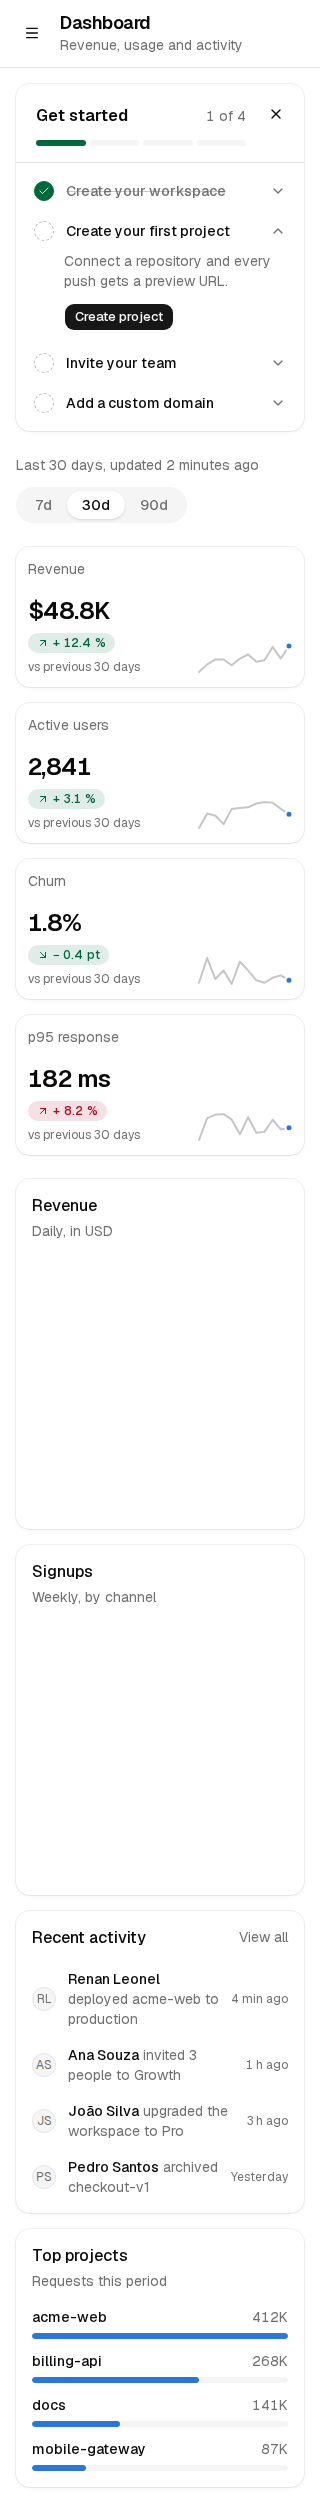 Dashboard
Revenue, usage and activity
Get started
1 of 4
Create your workspace
Create your first project
Connect a repository and every
push gets a preview URL.
Create project
Invite your team
Add a custom domain
Last 30 days, updated 2 minutes ago
7d 30d 90d
Revenue
$48.8K
+ 12.4 %
vs previous 30 days
Active users
2,841
+ 3.1 %
vs previous 30 days
Churn
1.8%
− 0.4 pt
vs previous 30 days
p95 response
182 ms
+ 8.2 %
vs previous 30 days
Revenue
Daily, in USD
Signups
Weekly, by channel
Recent activity
View all
RL
Renan Leonel
deployed acme-web to
production
4 min ago
AS
Ana Souza invited 3
people to Growth
1 h ago
JS
João Silva upgraded the
workspace to Pro
3 h ago
PS
Pedro Santos archived
checkout-v1
Yesterday
Top projects
Requests this period
acme-web 412K
billing-api 268K
docs 141K
mobile-gateway 87K